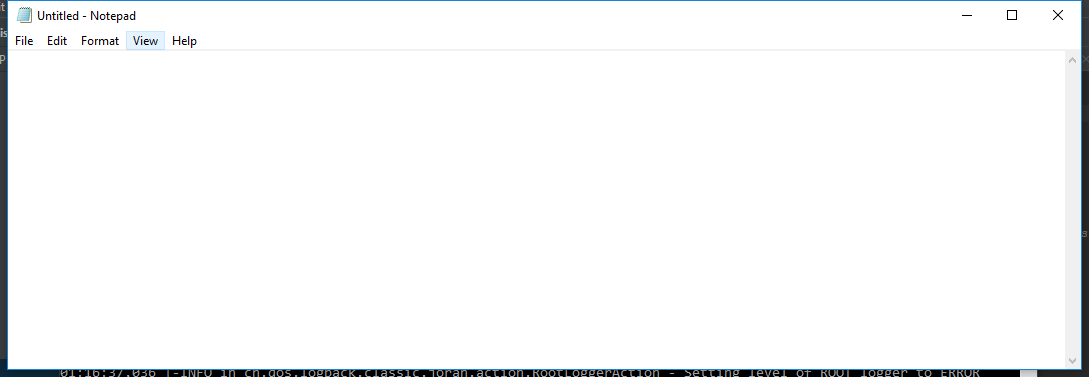 Untitled - Notepad
File Edit Format View Help
01:16:37,036 |-INFO in ch.qos.logback.classic.joran.action.RootLoggerAction - Setting level of ROOT logger to ERROR